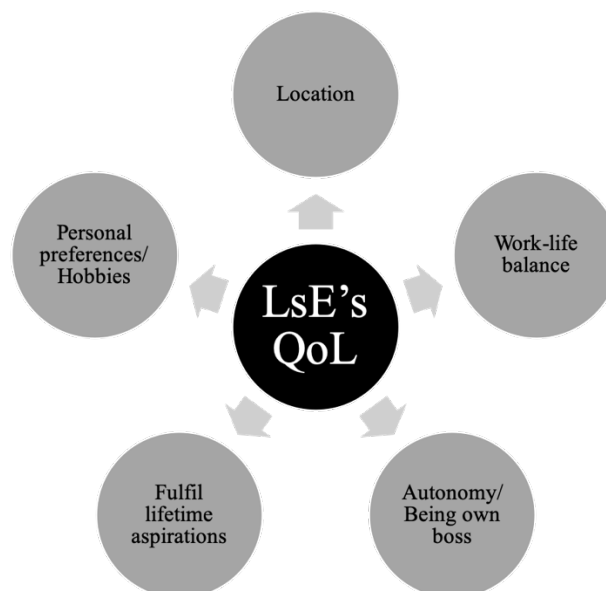 Location
Personal
preferences/
Hobbies
Work-life
balance
LsE's
QoL
Fulfil
lifetime
aspirations
Autonomy/
Being own
boss